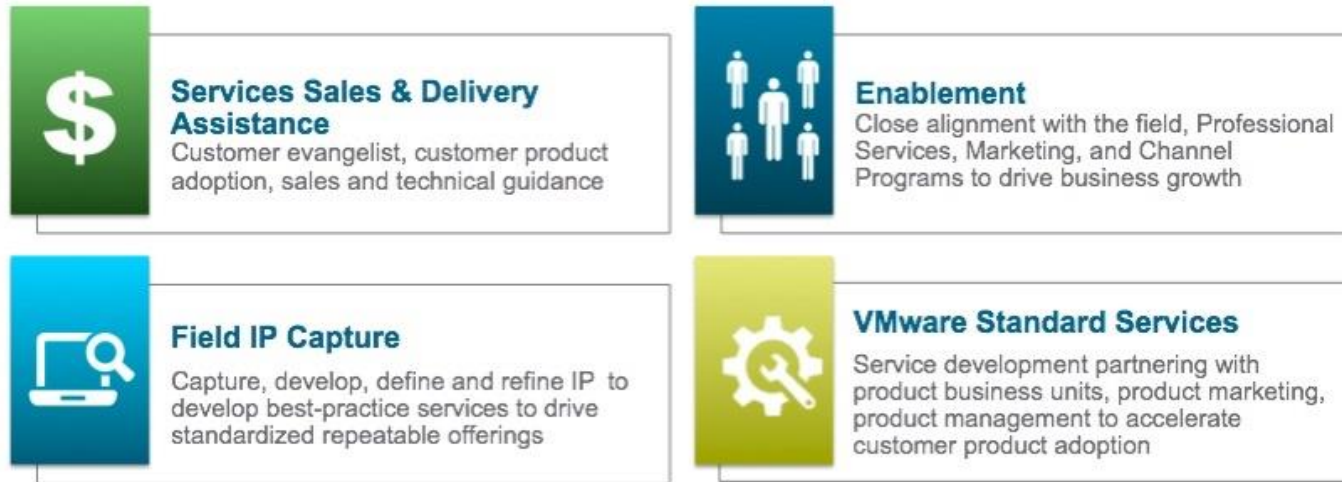 $
Services Sales & Delivery
Assistance
Customer evangelist, customer product
adoption, sales and technical guidance
Enablement
Close alignment with the field, Professional
Services, Marketing, and Channel
Programs to drive business growth
Field IP Capture
Capture, develop, define and refine IP to
develop best-practice services to drive
standardized repeatable offerings
VMware Standard Services
Service development partnering with
product business units, product marketing,
product management to accelerate
customer product adoption